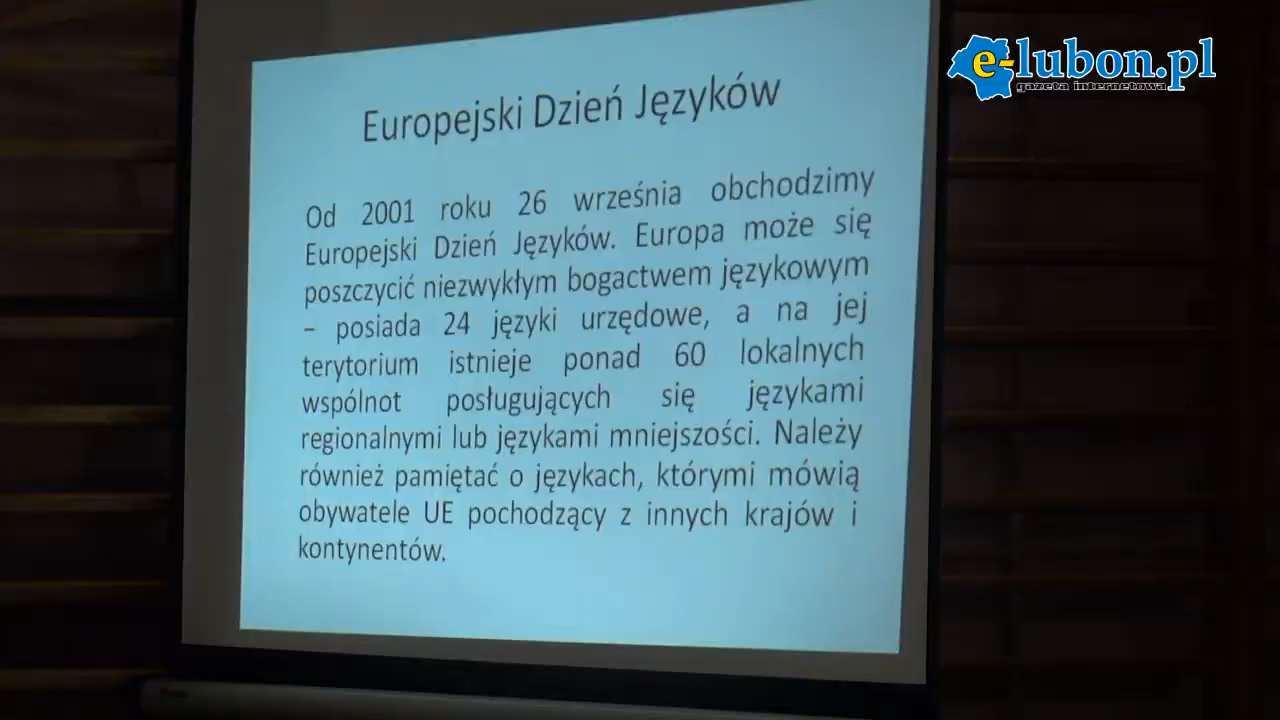 e-lubon.pl
gazeta internetowa
Europejski Dzień Języków
Od 2001 roku 26 września obchodzimy
Europejski Dzień Języków. Europa może się
poszczycić niezwykłym bogactwem językowym
– posiada 24 języki urzędowe, a na jej
terytorium istnieje ponad 60 lokalnych
wspólnot posługujących się językami
regionalnymi lub językami mniejszości. Należy
również pamiętać o językach, którymi mówią
obywatele UE pochodzący z innych krajów i
kontynentów.